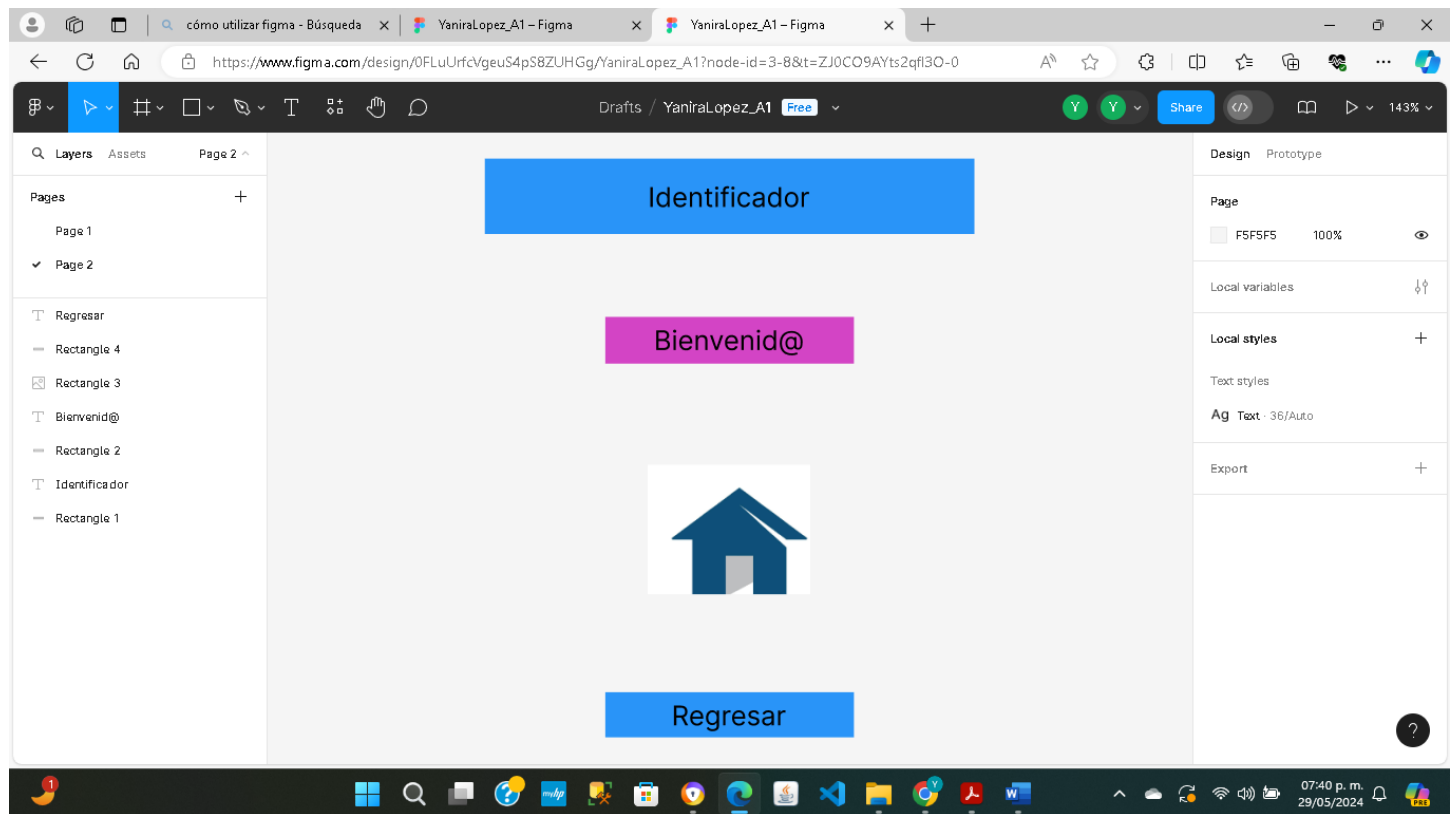 cómo utilizar figma - Búsqueda
YaniraLopez_A1 – Figma
YaniraLopez_A1 – Figma
https://www.figma.com/design/0FLuUrfcVgeuS4pS8ZUHGg/YaniraLopez_A1?node-id=3-8&t=ZJ0CO9AYts2qfl3O-0
Drafts / YaniraLopez_A1 Free
Y
Y
Share
143%
Layers Assets Page 2
Pages
Page 1
Page 2
Regresar
Rectangle 4
Rectangle 3
Bienvenid@
Rectangle 2
Identificador
Rectangle 1
Identificador
Bienvenid@
Regresar
Design Prototype
Page
F5F5F5 100%
Local variables
Local styles
Text styles
Ag Text · 36/Auto
Export
?
1
myhp
07:40 p. m.
29/05/2024
PRE